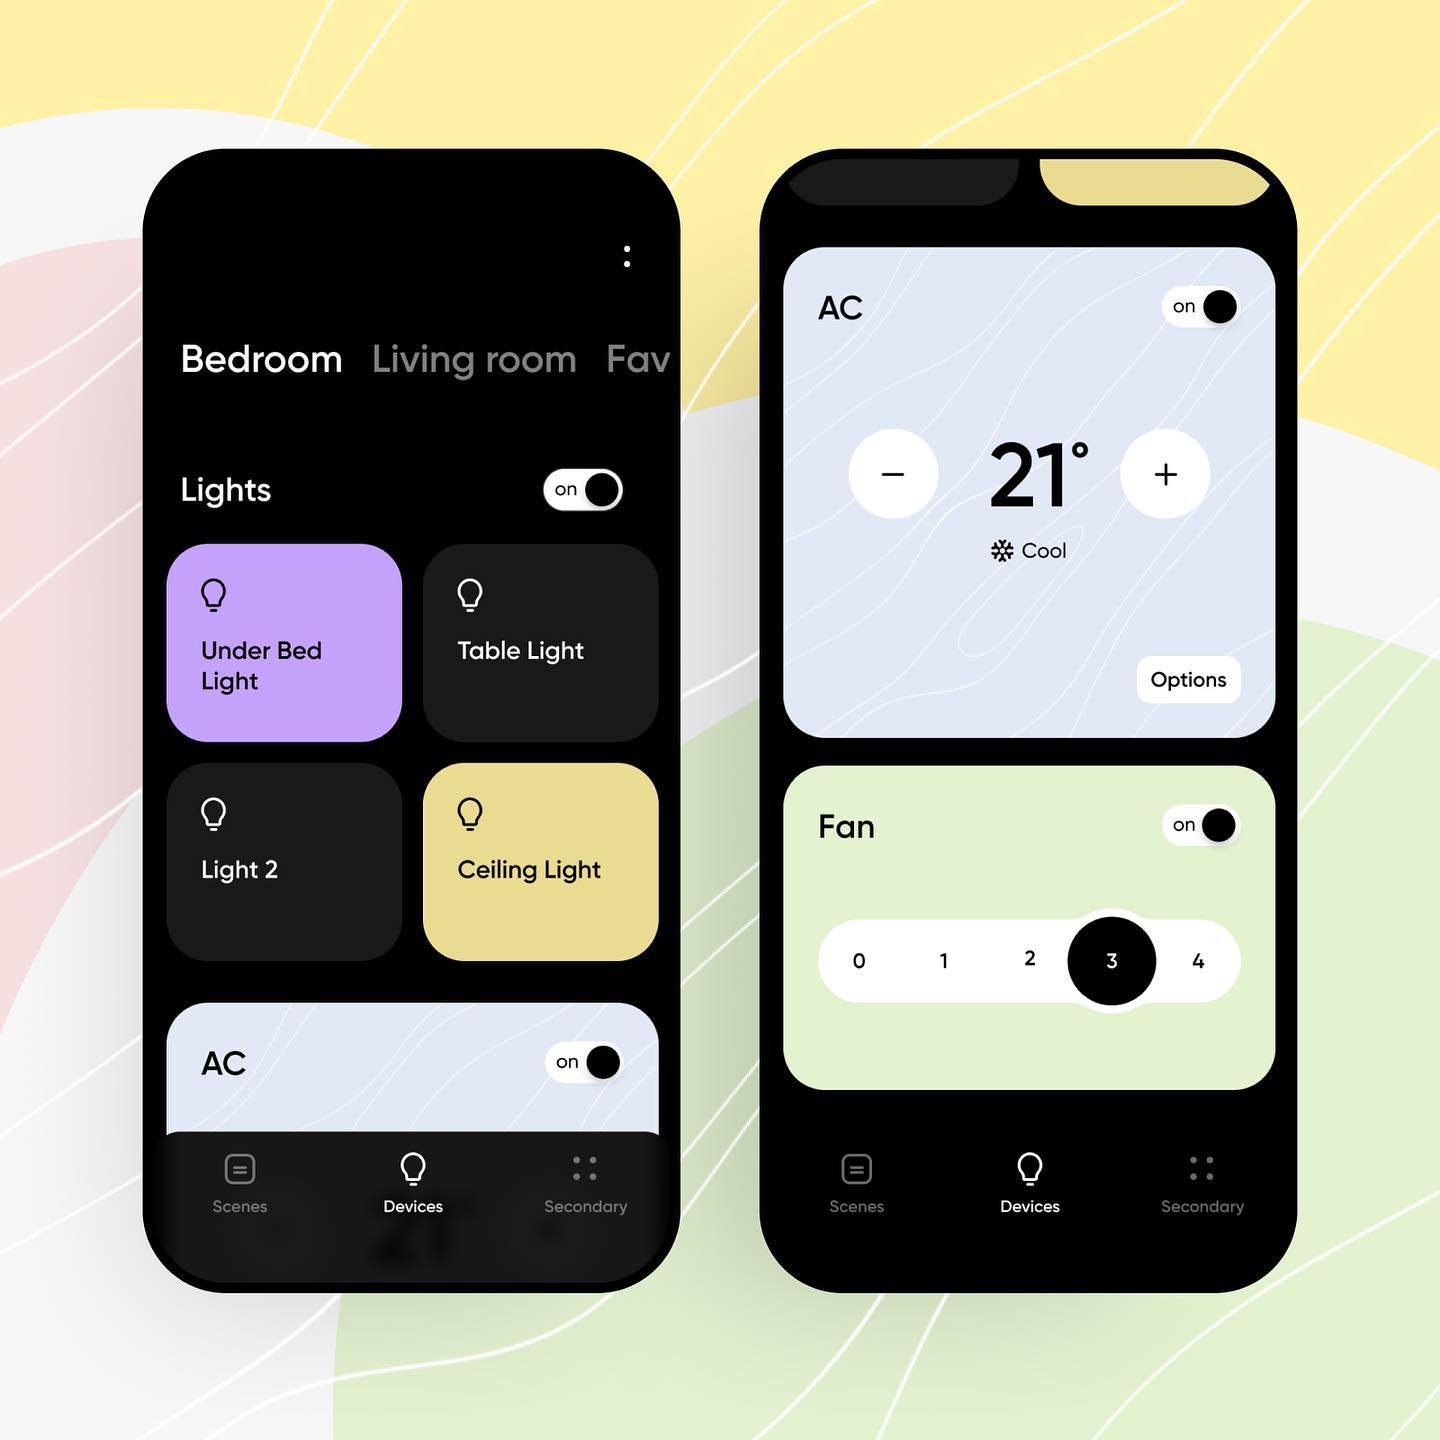 Bedroom Living room Fav
Lights on
Under Bed
Light
Table Light
Light 2
Ceiling Light
AC on
21°
Scenes Devices Secondary
AC on
− 21° +
Cool
Options
Fan on
0 1 2 3 4
Scenes Devices Secondary